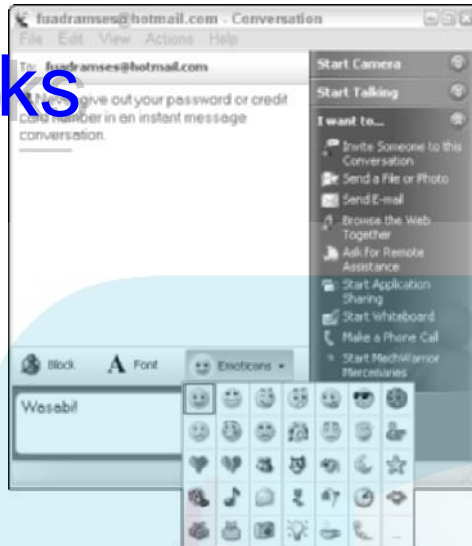 fuadramses@hotmail.com - Conversation
File Edit View Actions Help
To: fuadramses@hotmail.com
ks
Never give out your password or credit
card number in an instant message
conversation.
Start Camera
Start Talking
I want to...
Invite Someone to this
Conversation
Send a File or Photo
Send E-mail
Browse the Web
Together
Ask for Remote
Assistance
Start Application
Sharing
Start Whiteboard
Make a Phone Call
Start MechWarrior
Mercenaries
Block A Font Emoticons
Wasabi!